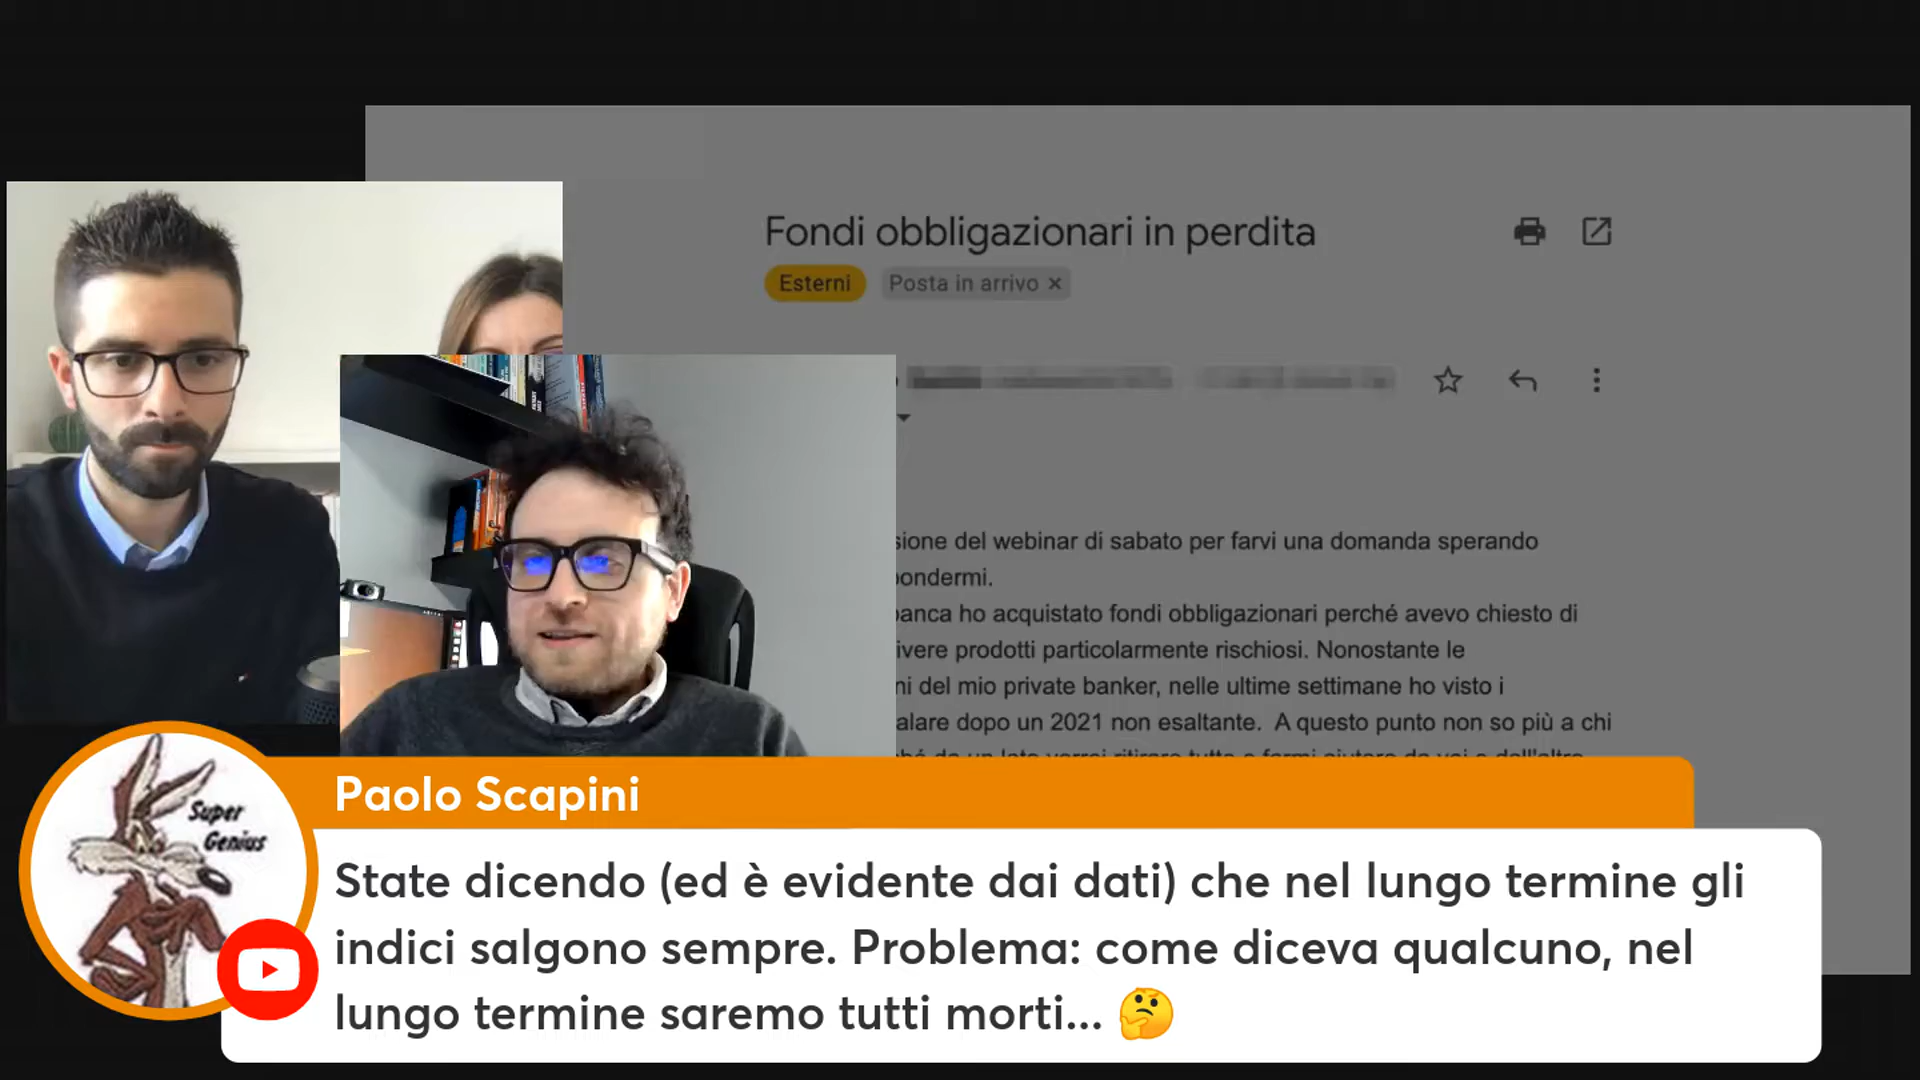 Fondi obbligazionari in perdita
Esterni
Posta in arrivo ×
sione del webinar di sabato per farvi una domanda sperando
ondermi.
banca ho acquistato fondi obbligazionari perché avevo chiesto di
ivere prodotti particolarmente rischiosi. Nonostante le
ni del mio private banker, nelle ultime settimane ho visto i
alare dopo un 2021 non esaltante. A questo punto non so più a chi
Super
Genius
Paolo Scapini
State dicendo (ed è evidente dai dati) che nel lungo termine gli
indici salgono sempre. Problema: come diceva qualcuno, nel
lungo termine saremo tutti morti... 🤔